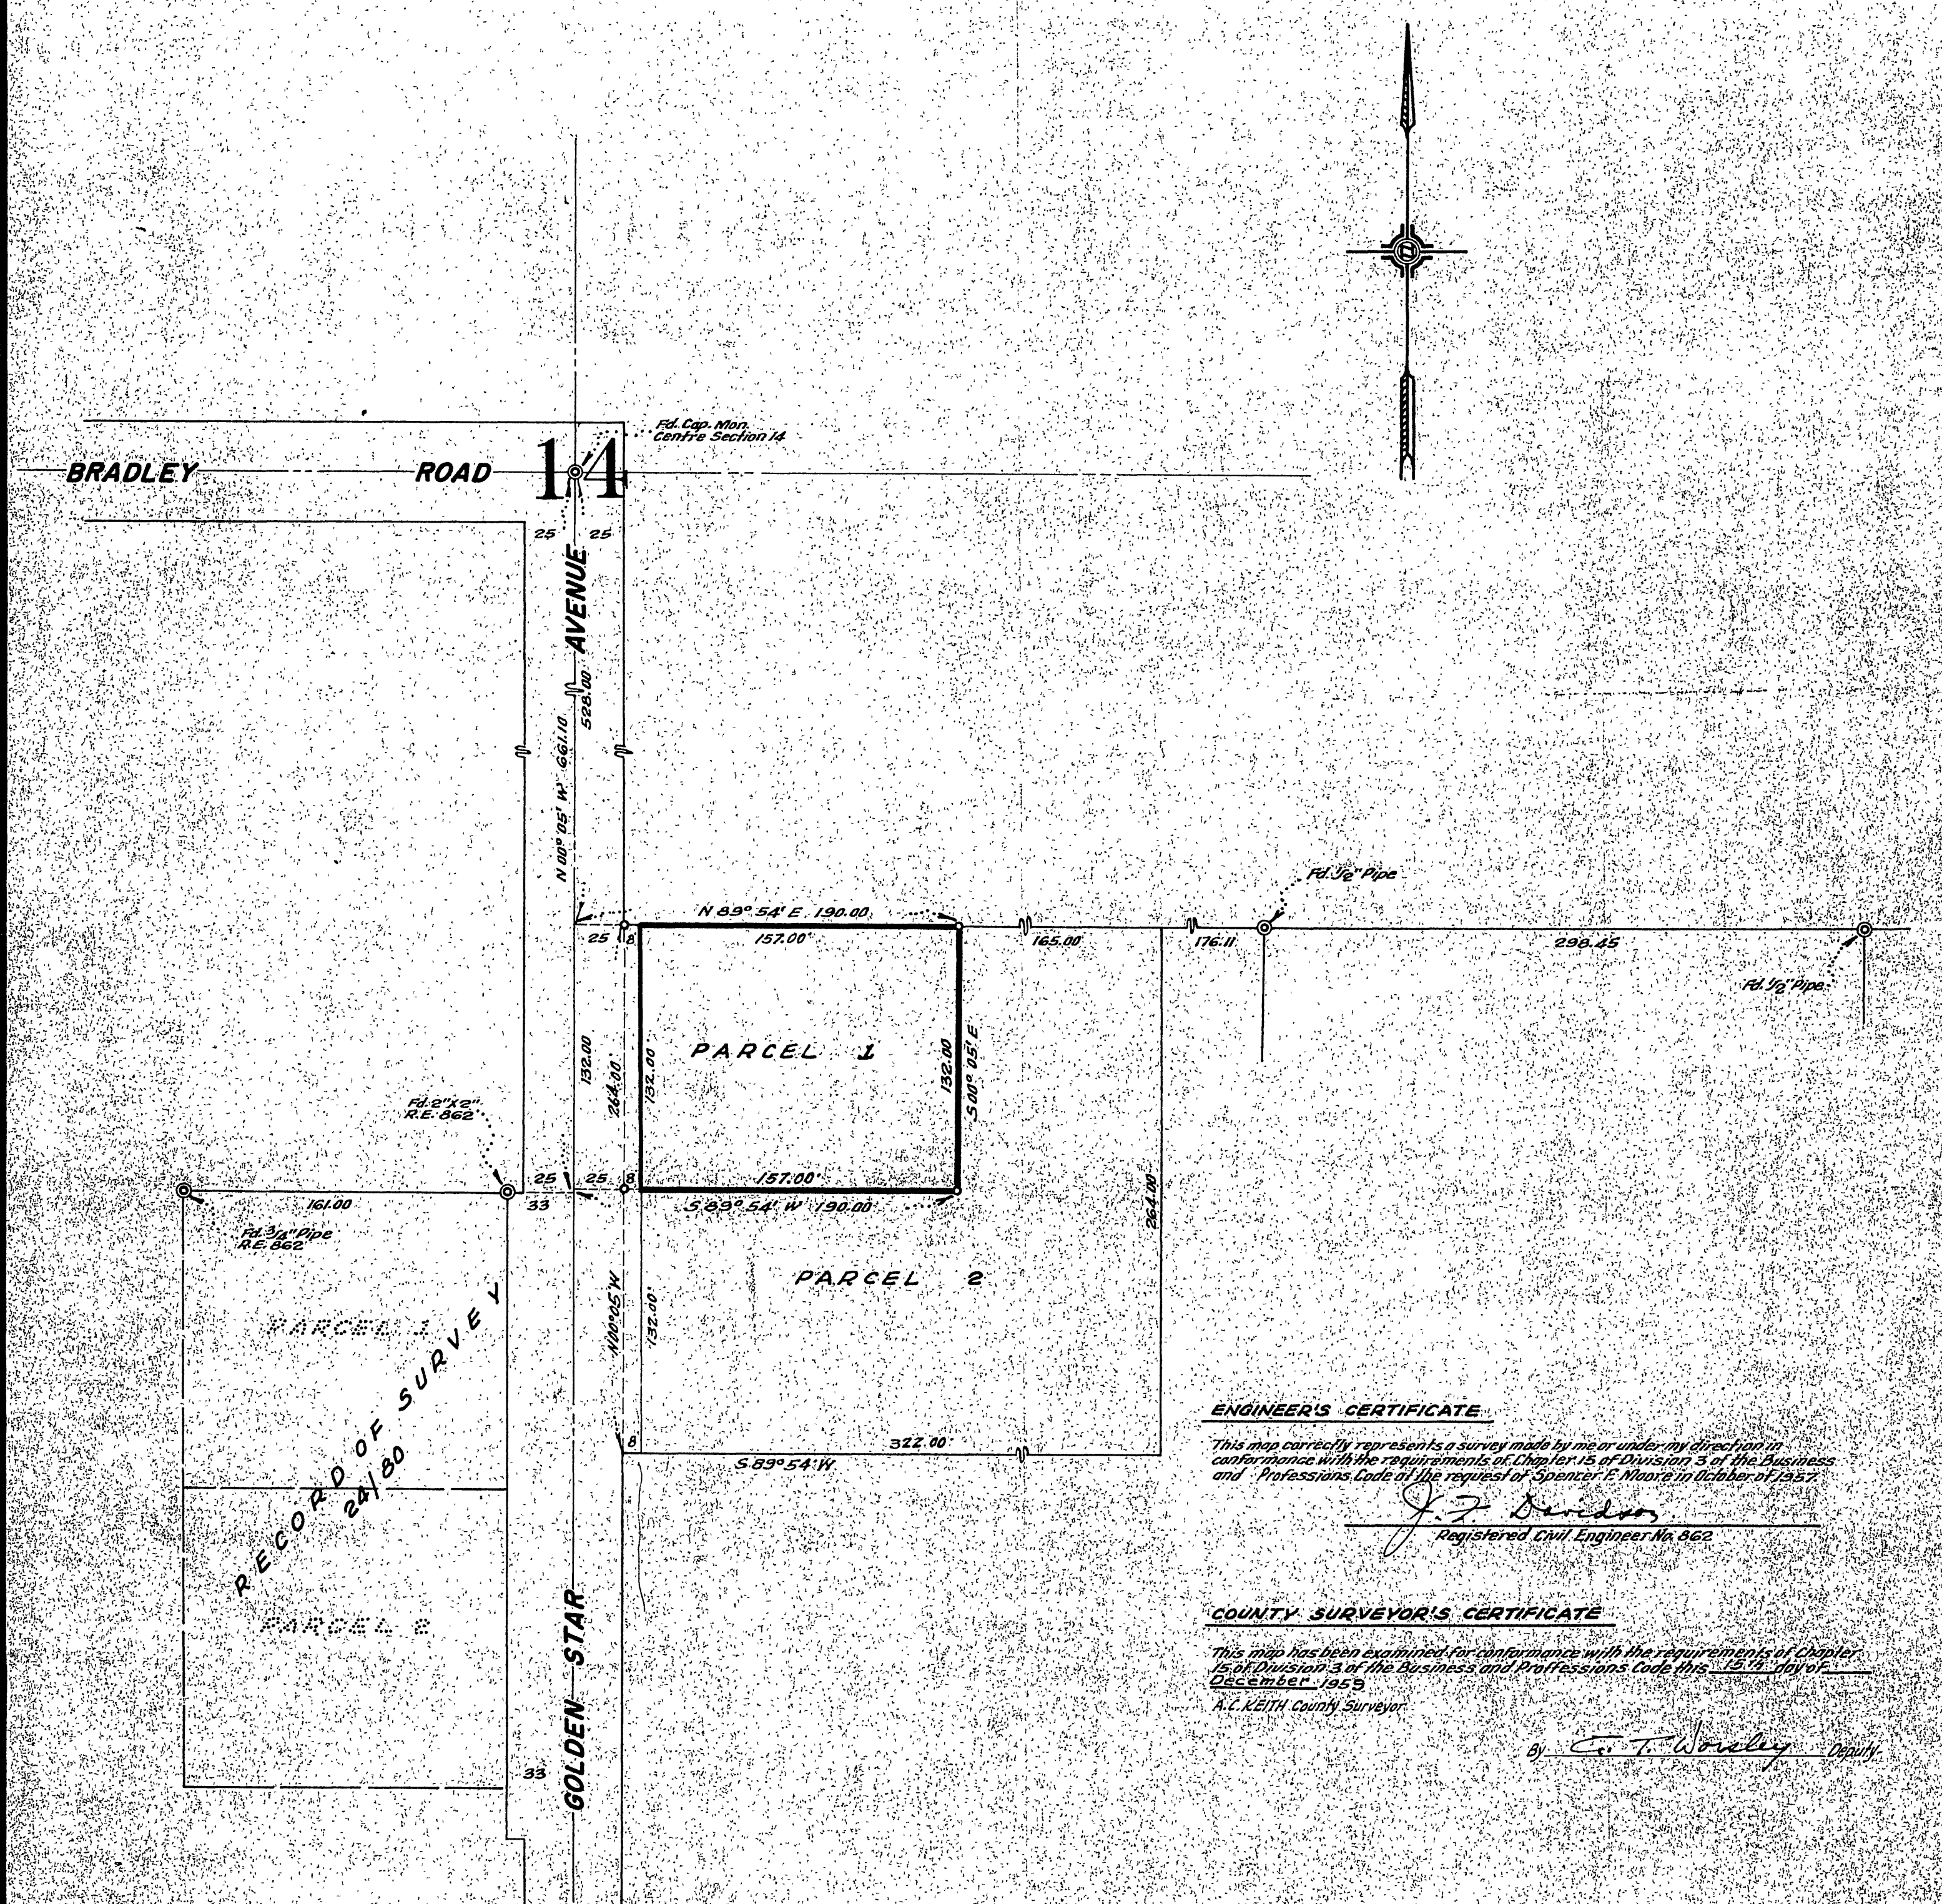 Fd. Cap. Mon.
Centre Section 14
BRADLEY ROAD
14
25 25
AVENUE
528.00
N 00° 05' W 661.10
Fd. 1/2" Pipe
N 89° 54' E 190.00
25 8 157.00 165.00 176.11 298.45
Fd. 1/2" Pipe
PARCEL 1
132.00
264.00
132.00
132.00
S 00° 05' E
Fd. 2"X2"
R.E. 862
25 25 8 157.00
161.00 33 S 89° 54' W 190.00
264.00
Fd. 3/4" Pipe
R.E. 862
PARCEL 2
N 00° 05' W
132.00
PARCEL 1
RECORD OF SURVEY
24/80
8 322.00
S 89° 54' W
PARCEL 2
33
GOLDEN STAR
ENGINEER'S CERTIFICATE
This map correctly represents a survey made by me or under my direction in
conformance with the requirements of Chapter 15 of Division 3 of the Business
and Professions Code at the request of Spencer F. Moore in October of 1957.
J. F. Davidson
Registered Civil Engineer No. 862
COUNTY SURVEYOR'S CERTIFICATE
This map has been examined for conformance with the requirements of Chapter
15 of Division 3 of the Business and Proffessions Code this 15th day of
December 1959
A.C. KEITH County Surveyor
By G. T. Worsley Deputy